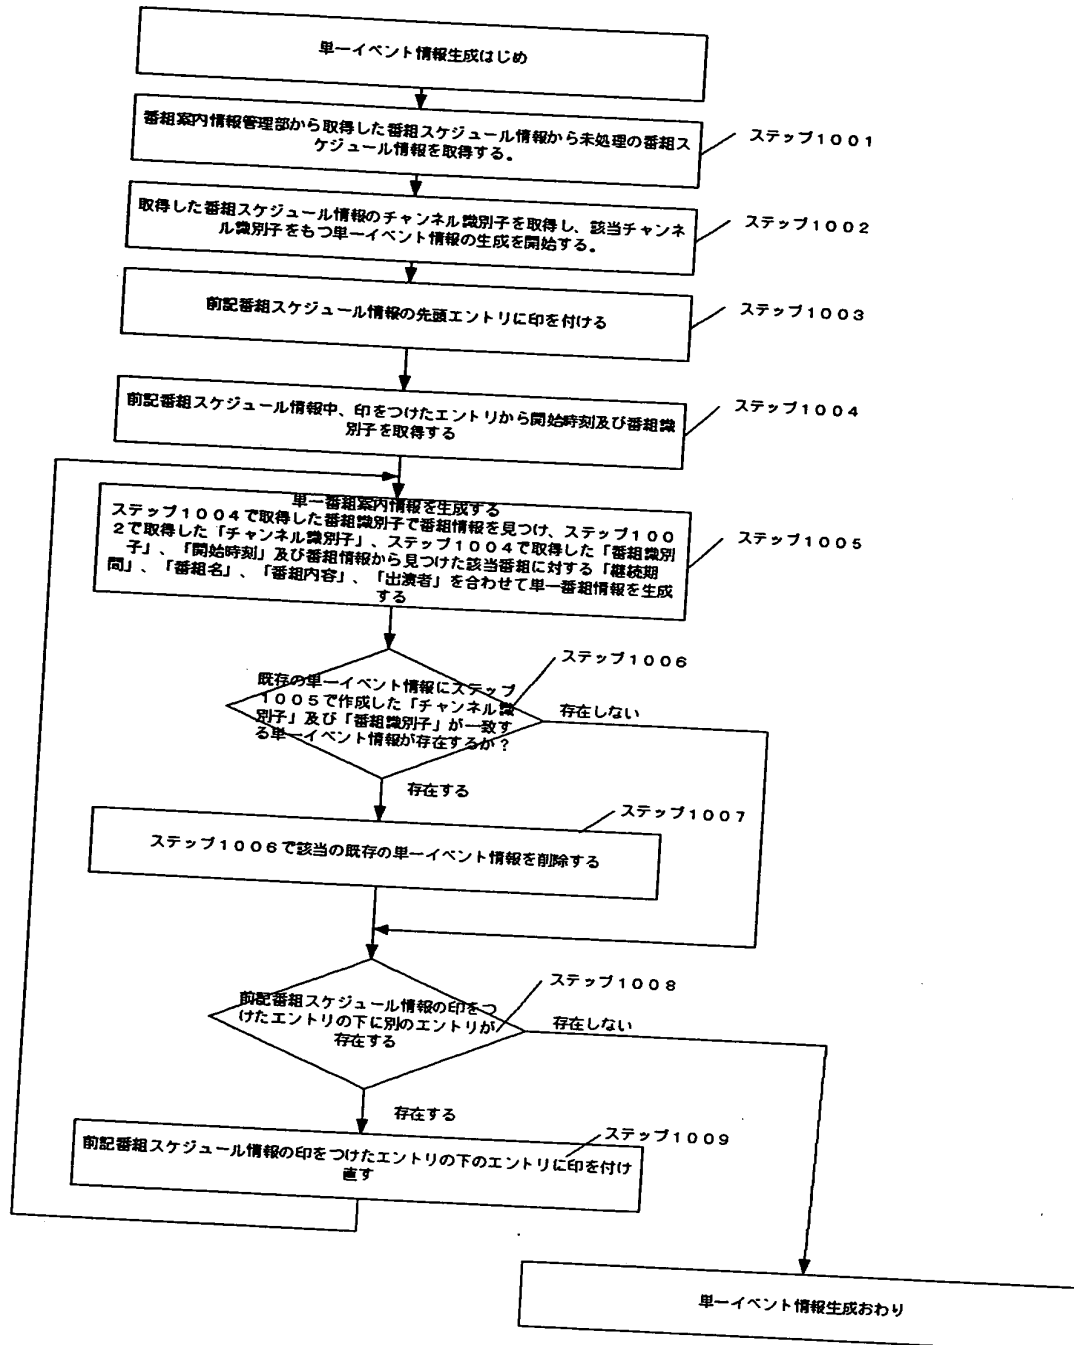 単一イベント情報生成はじめ
番組案内情報管理部から取得した番組スケジュール情報から未処理の番組ス
ケジュール情報を取得する。
ステップ1001
取得した番組スケジュール情報のチャンネル識別子を取得し、該当チャンネ
ル識別子をもつ単一イベント情報の生成を開始する。
ステップ1002
前記番組スケジュール情報の先頭エントリに印を付ける
ステップ1003
前記番組スケジュール情報中、印をつけたエントリから開始時刻及び番組識
別子を取得する
ステップ1004
単一番組案内情報を生成する
ステップ1004で取得した番組識別子で番組情報を見つけ、ステップ100
2で取得した「チャンネル識別子」、ステップ1004で取得した「番組識別
子」、「開始時刻」及び番組情報から見つけた該当番組に対する「継続期
間」、「番組名」、「番組内容」、「出演者」を合わせて単一番組情報を生成
する
ステップ1005
既存の単一イベント情報にステップ
1005で作成した「チャンネル識
別子」及び「番組識別子」が一致す
る単一イベント情報が存在するか?
ステップ1006
存在しない
存在する
ステップ1006で該当の既存の単一イベント情報を削除する
ステップ1007
前記番組スケジュール情報の印をつ
けたエントリの下に別のエントリが
存在する
ステップ1008
存在しない
存在する
前記番組スケジュール情報の印をつけたエントリの下のエントリに印を付け
直す
ステップ1009
単一イベント情報生成おわり